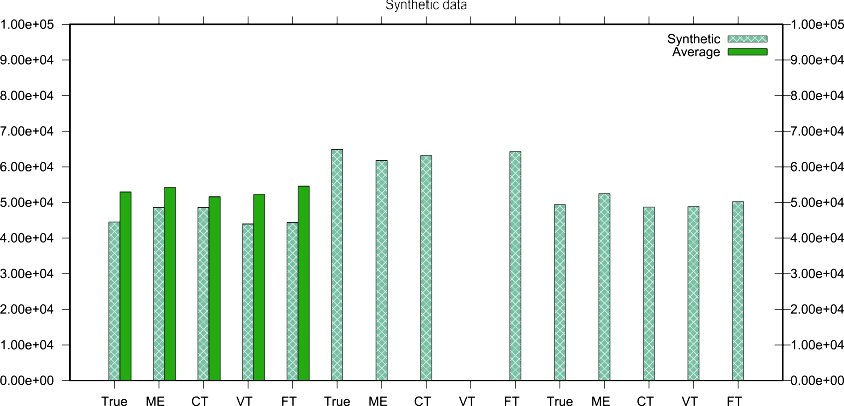 Synthetic data
1.00e+05 1.00e+05
Synthetic
9.00e+04 9.00e+04
Average
8.00e+04 8.00e+04
7.00e+04 7.00e+04
6.00e+04 6.00e+04
5.00e+04 5.00e+04
4.00e+04 4.00e+04
3.00e+04 3.00e+04
2.00e+04 2.00e+04
1.00e+04 1.00e+04
0.00e+00 0.00e+00
True ME CT VT FT True ME CT VT FT True ME CT VT FT